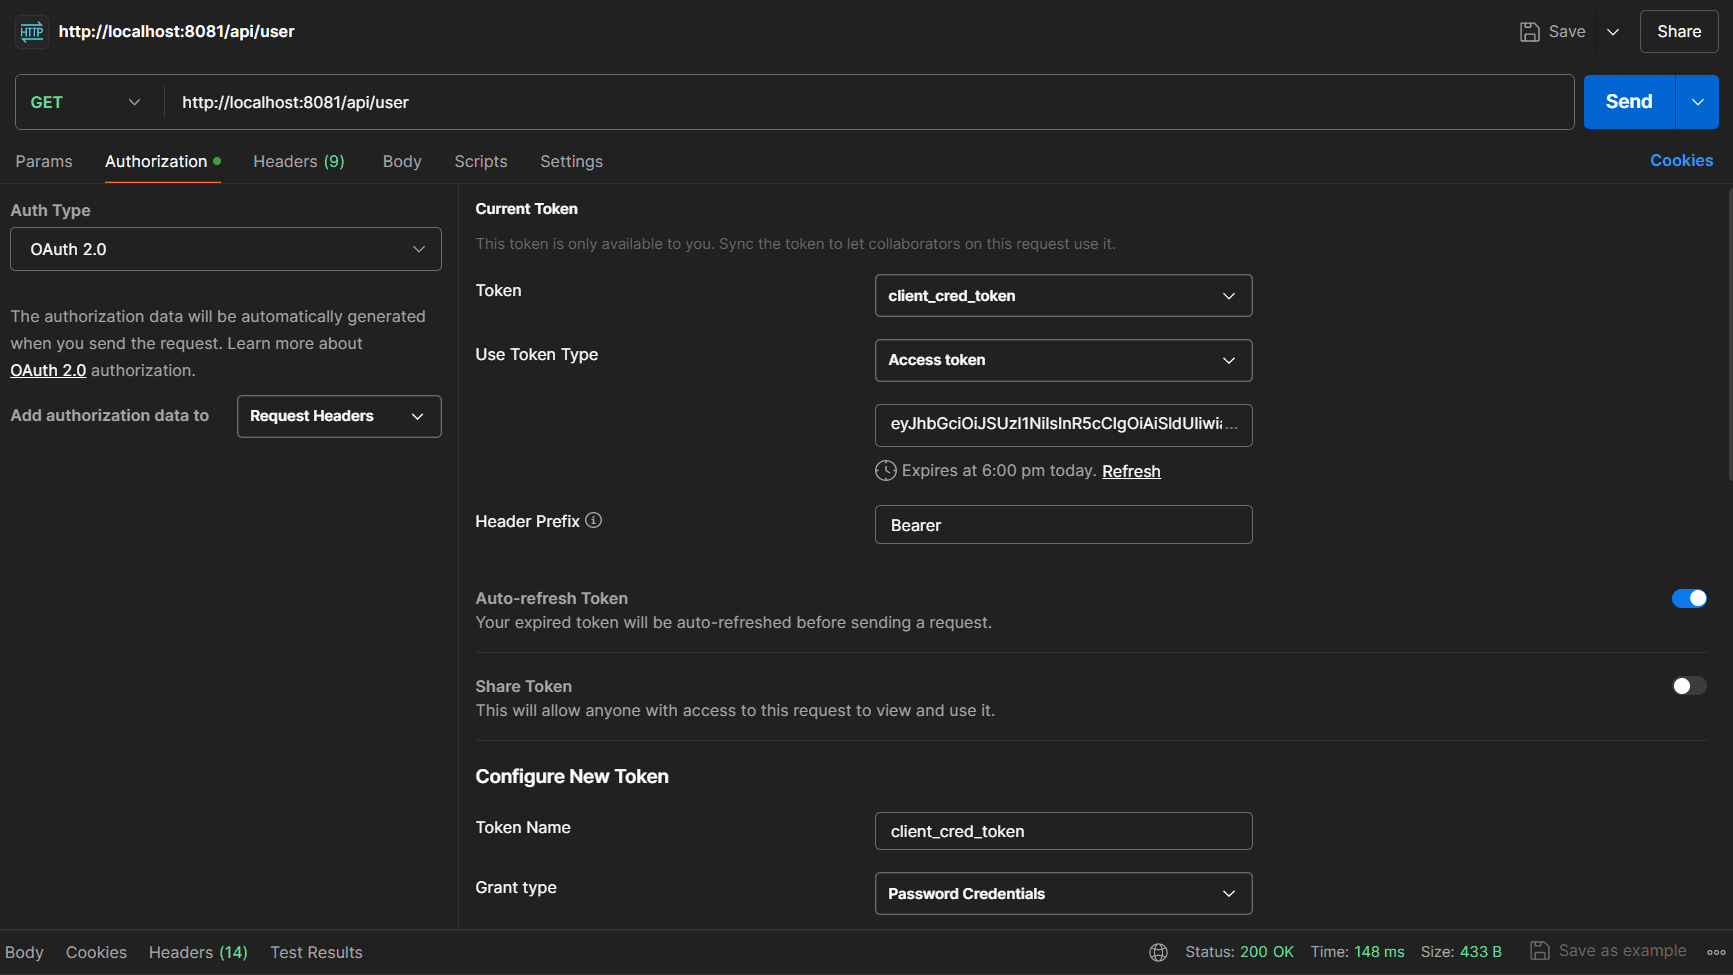 HTTP http://localhost:8081/api/user Save Share
GET http://localhost:8081/api/user Send
Params Authorization Headers (9) Body Scripts Settings Cookies
Auth Type
OAuth 2.0
The authorization data will be automatically generated
when you send the request. Learn more about
OAuth 2.0 authorization.
Add authorization data to Request Headers
Current Token
This token is only available to you. Sync the token to let collaborators on this request use it.
Token client_cred_token
Use Token Type Access token
Expires at 6:00 pm today. Refresh
Header Prefix Bearer
Auto-refresh Token
Your expired token will be auto-refreshed before sending a request.
Share Token
This will allow anyone with access to this request to view and use it.
Configure New Token
Token Name client_cred_token
Grant type Password Credentials
Body Cookies Headers (14) Test Results Status: 200 OK Time: 148 ms Size: 433 B Save as example